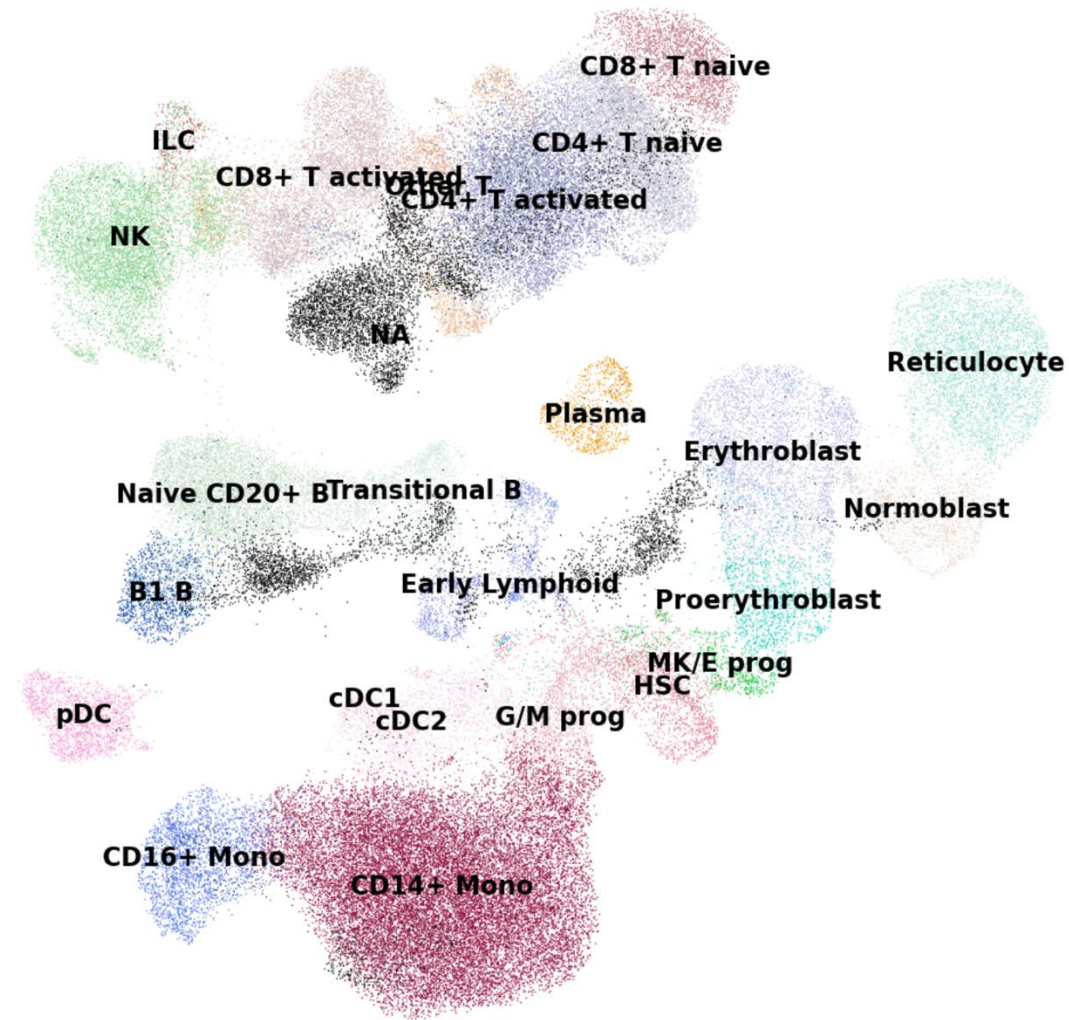 CD8+ T naive
ILC
CD4+ T naive
CD8+ T activated
Other T
CD4+ T activated
NK
NA
Reticulocyte
Plasma
Erythroblast
Naive CD20+ B
Transitional B
Normoblast
B1 B
Early Lymphoid
Proerythroblast
MK/E prog
HSC
cDC1
pDC
cDC2
G/M prog
CD16+ Mono
CD14+ Mono